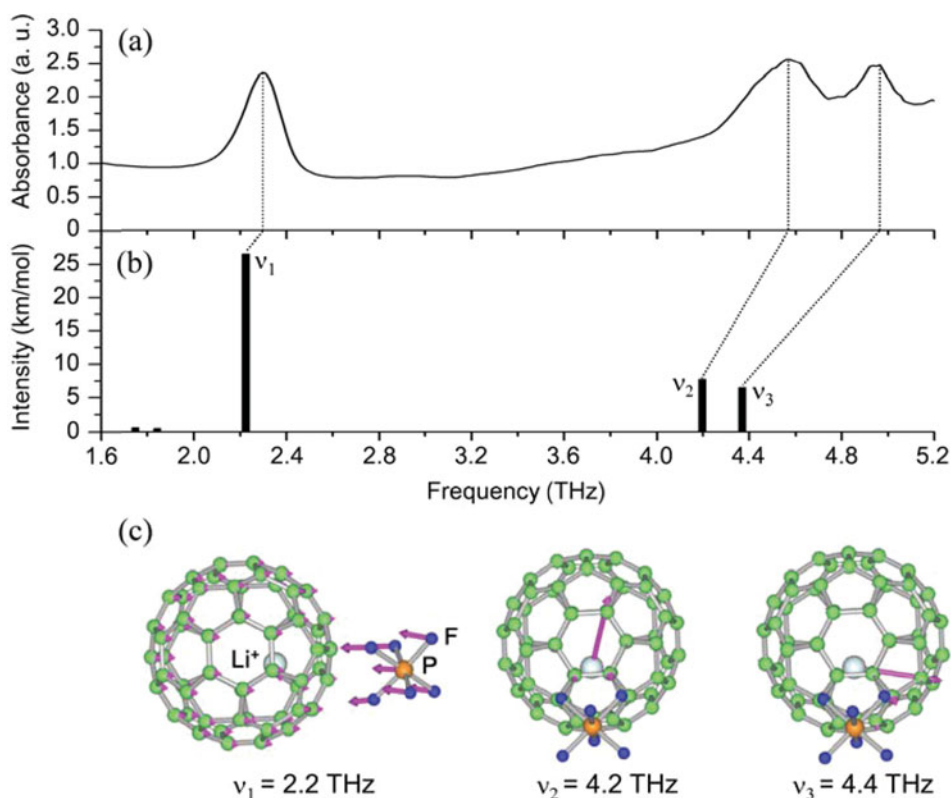 (a)
Absorbance (a. u.)
3.0
2.5
2.0
1.5
1.0
0.5
0
(b)
Intensity (km/mol)
25
20
15
10
5
0
ν1
ν2
ν3
1.6 2.0 2.4 2.8 3.2 3.6 4.0 4.4 4.8 5.2
Frequency (THz)
(c)
Li+
F
P
ν1 = 2.2 THz ν2 = 4.2 THz ν3 = 4.4 THz